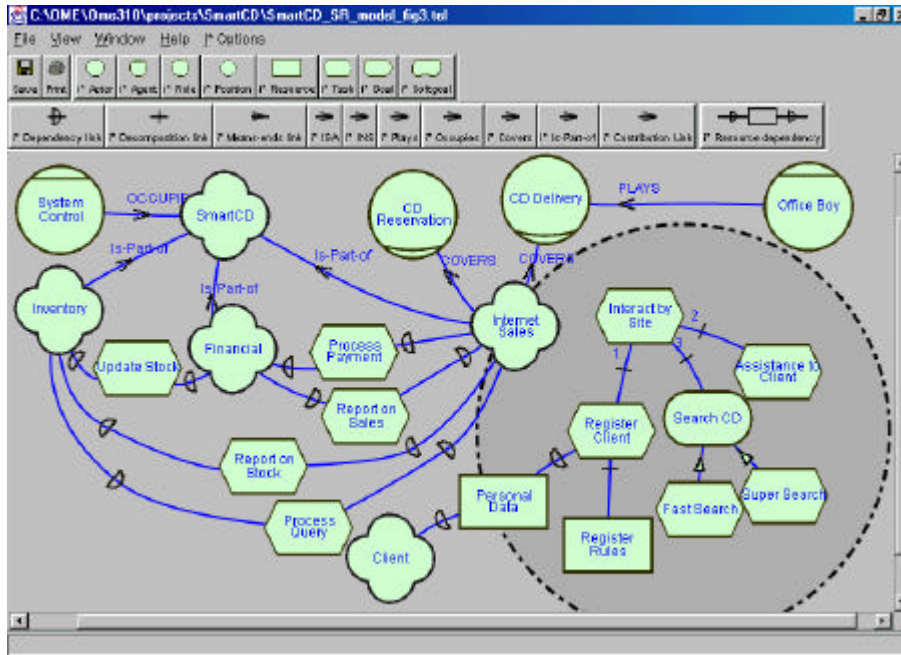 C:\OME\Ome310\projects\SmartCD\SmartCD_SR_model_fig3.tel
File View Window Help i* Options
Save Print i* Actor i* Agent i* Role i* Position i* Resource i* Task i* Goal i* Softgoal
i* Dependency link i* Decomposition link i* Means-ends link i* ISA i* INS i* Plays i* Occupies i* Covers i* Is-Part-of i* Contribution Link i* Resource dependency
System
Control
OCCUPIE
SmartCD
CD
Reservation
CD Delivery
PLAYS
Office Boy
Is-Part-of
Is-Part-of
Is-Part-of
COVERS
COVERS
Inventory
Financial
Process
Payment
Internet
Sales
Interact by
Site
1
3
2
Update Stock
Assistance to
Client
Report on
Sales
Register
Client
Search CD
Report on
Stock
Personal
Data
Fast Search
Super Search
Process
Query
Client
Register
Rules